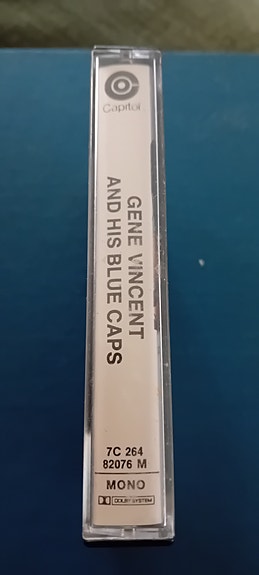 Capitol
GENE VINCENT
AND HIS BLUE CAPS
7C 264
82076 M
MONO
DOLBY SYSTEM